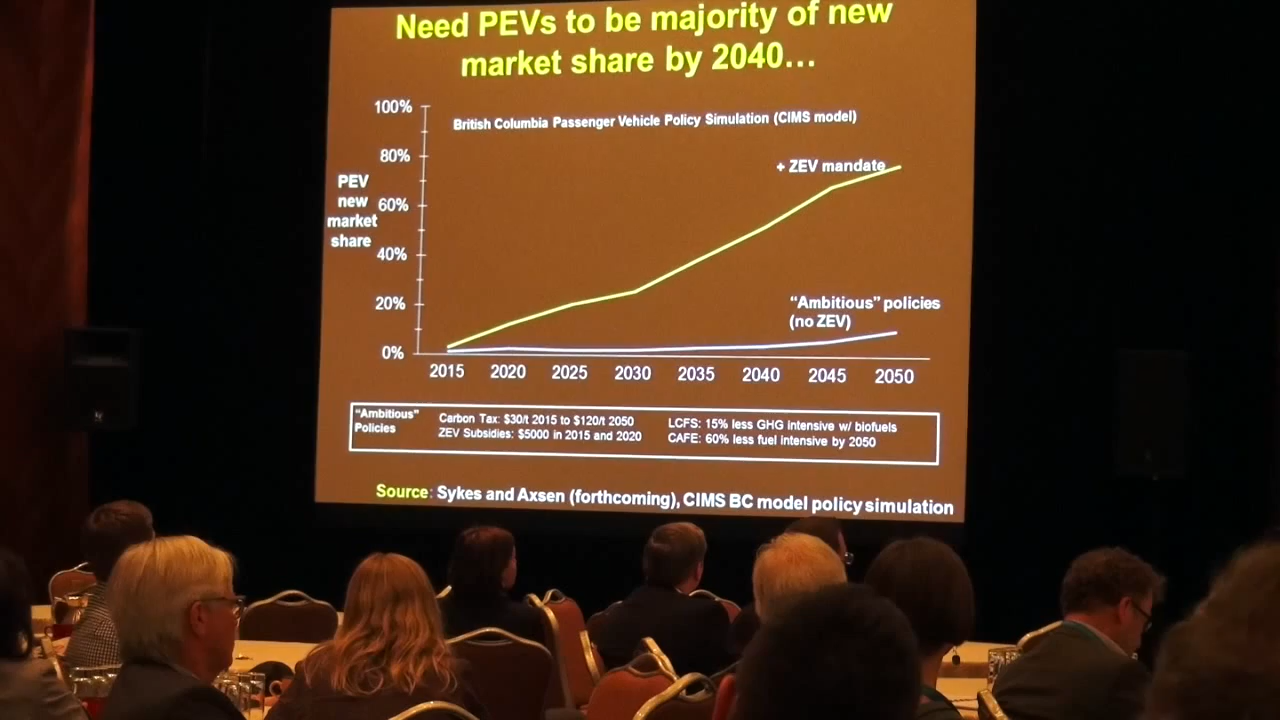 Need PEVs to be majority of new
market share by 2040…
British Columbia Passenger Vehicle Policy Simulation (CIMS model)
100%
80%
60%
40%
20%
0%
PEV
new
market
share
+ ZEV mandate
“Ambitious” policies
(no ZEV)
2015 2020 2025 2030 2035 2040 2045 2050
“Ambitious”
Policies
Carbon Tax: $30/t 2015 to $120/t 2050
ZEV Subsidies: $5000 in 2015 and 2020
LCFS: 15% less GHG intensive w/ biofuels
CAFE: 60% less fuel intensive by 2050
Source: Sykes and Axsen (forthcoming), CIMS BC model policy simulation